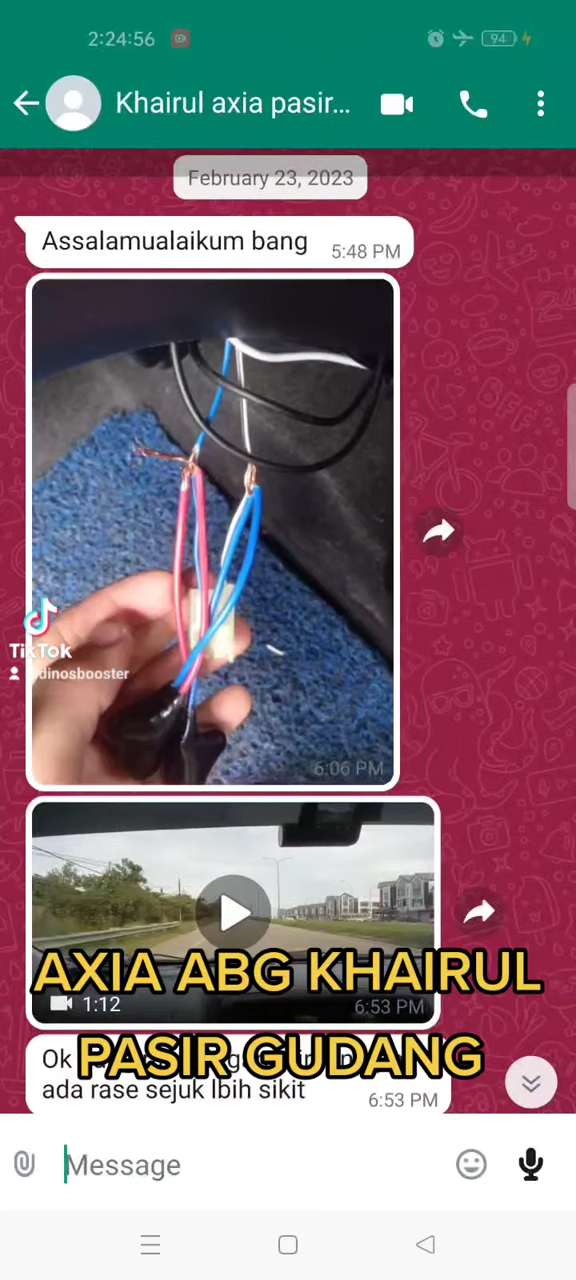 2:24:56
94
Khairul axia pasir...
February 23, 2023
Assalamualaikum bang
5:48 PM
6:06 PM
TikTok
dinosbooster
AXIA ABG KHAIRUL
1:12
6:53 PM
PASIR GUDANG
Ok
ada rase sejuk lbih sikit
6:53 PM
Message